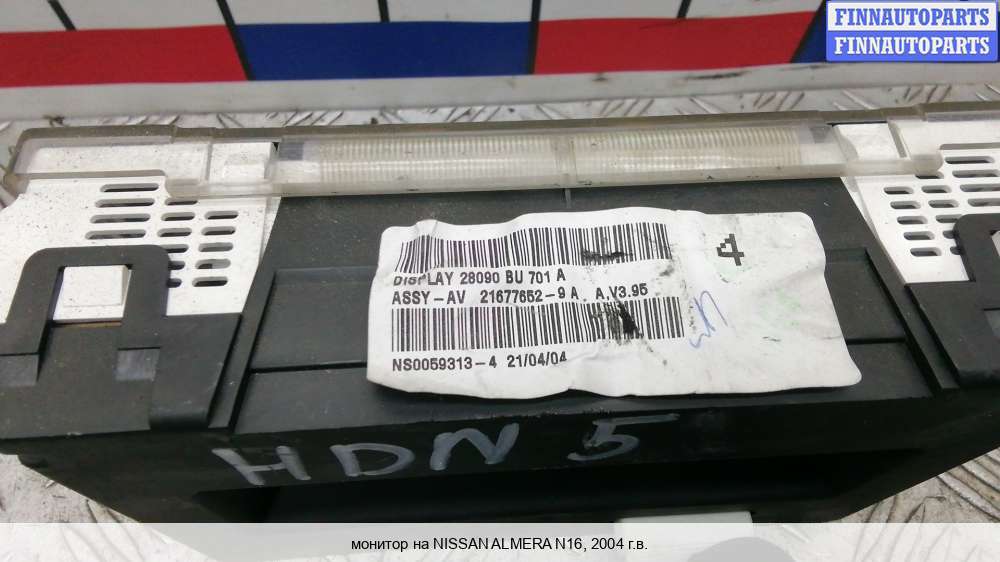 FINNAUTOPARTS
FINNAUTOPARTS
DISPLAY 28090 BU 701 A
ASSY-AV 21677652-9 A A,V3.95
NS0059313-4 21/04/04
4
HDN 5
монитор на NISSAN ALMERA N16, 2004 г.в.